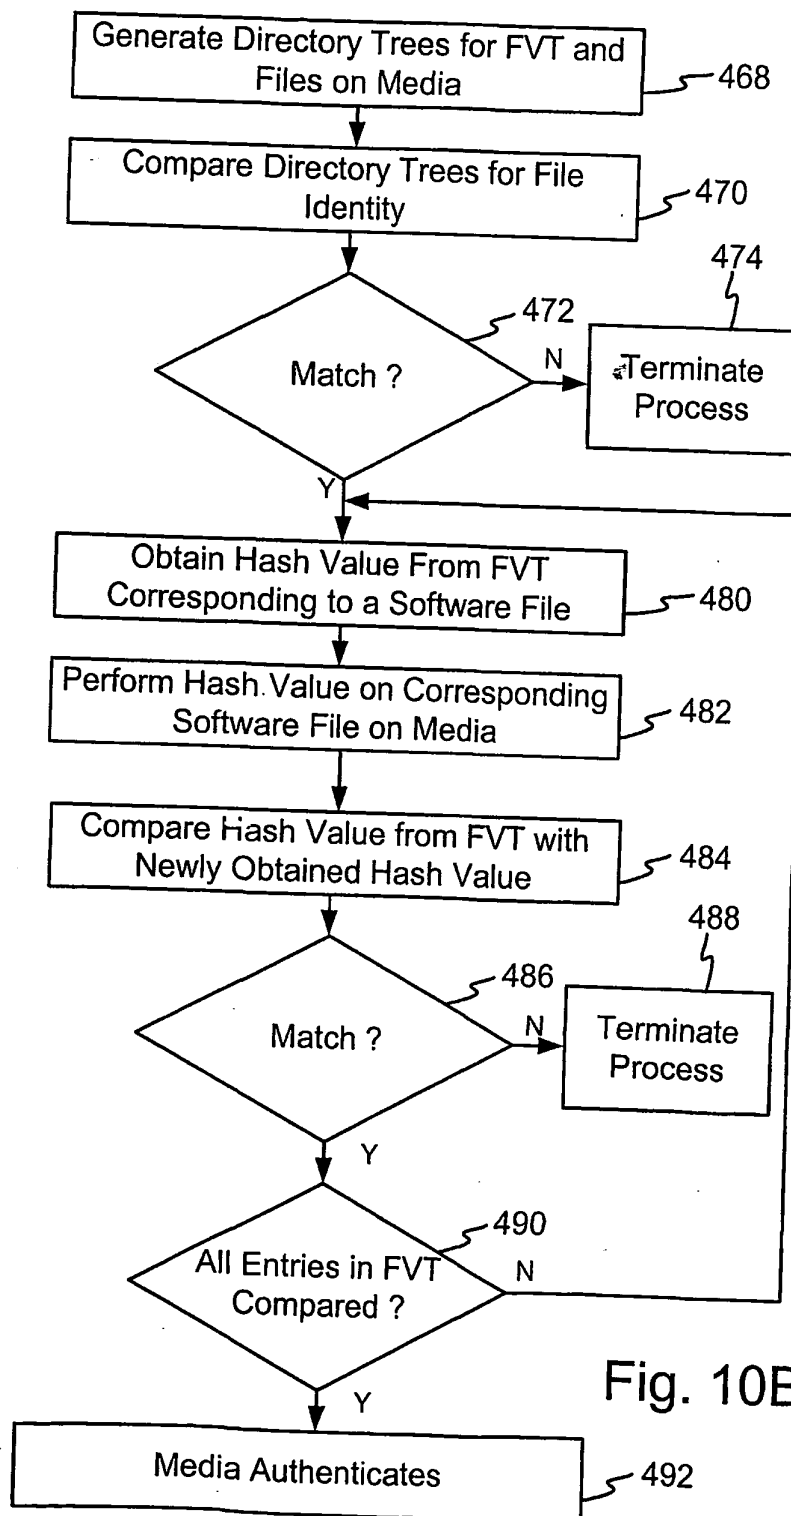 Generate Directory Trees for FVT and
Files on Media
468
Compare Directory Trees for File
Identity
470
474
472
Match ?
N
Terminate
Process
Y
Obtain Hash Value From FVT
Corresponding to a Software File
480
Perform Hash Value on Corresponding
Software File on Media
482
Compare Hash Value from FVT with
Newly Obtained Hash Value
484
488
486
Match ?
N
Terminate
Process
Y
490
All Entries in FVT
Compared ?
N
Fig. 10B
Y
Media Authenticates
492